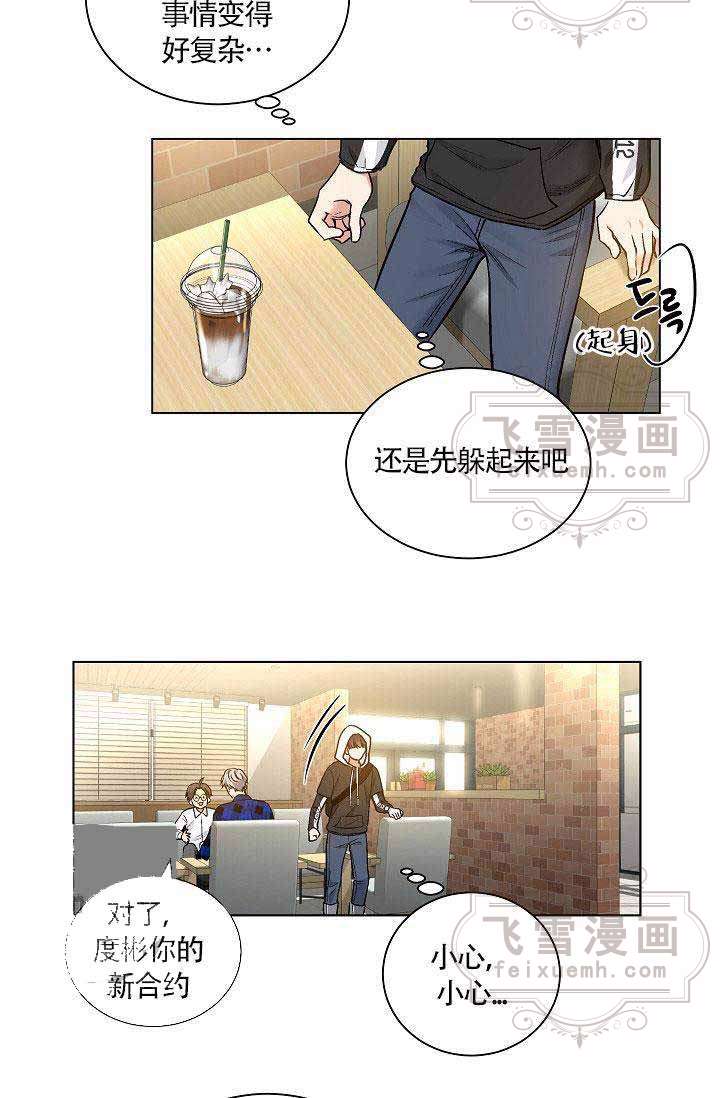 事情变得
好复杂…
12
드륵
(起身)
还是先躲起来吧
飞雪漫画
feixuemh.com
对了,
度彬你的
新合约
小心,
小心...
飞雪漫画
feixuemh.com